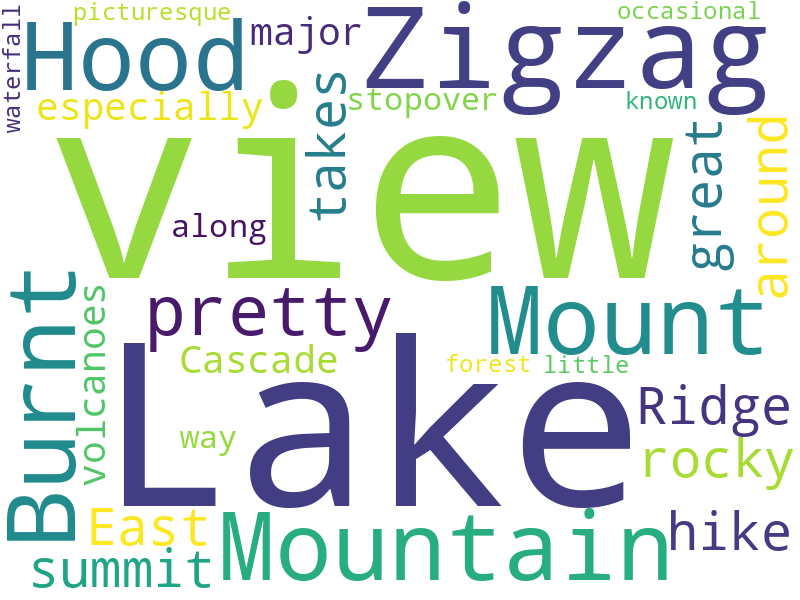 waterfall
picturesque
Hood
major
Zigzag
occasional
especially
takes
stopover
known
view
along
great
around
Burnt
volcanoes
pretty
Mount
Cascade
Lake
forest
little
way
Ridge
rocky
East
summit
Mountain
hike